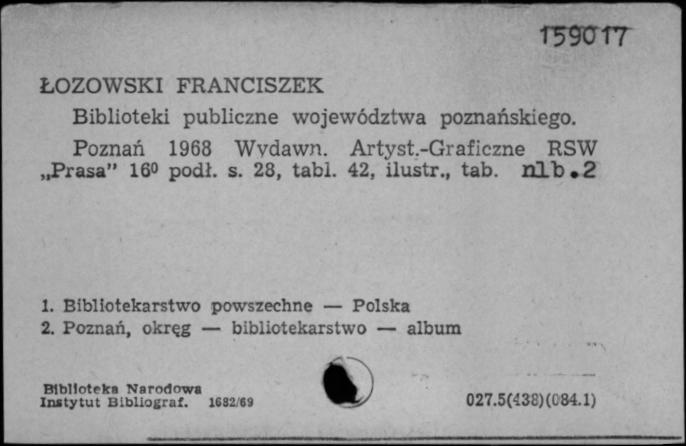 159017
ŁOZOWSKI FRANCISZEK
Biblioteki publiczne województwa poznańskiego.
Poznań 1968 Wydawn. Artyst.-Graficzne RSW
„Prasa” 16⁰ podł. s. 28, tabl. 42, ilustr., tab. nlb.2
1. Bibliotekarstwo powszechne — Polska
2. Poznań, okręg — bibliotekarstwo — album
Biblioteka Narodowa
Instytut Bibliograf. 1682/69
027.5(438)(084.1)